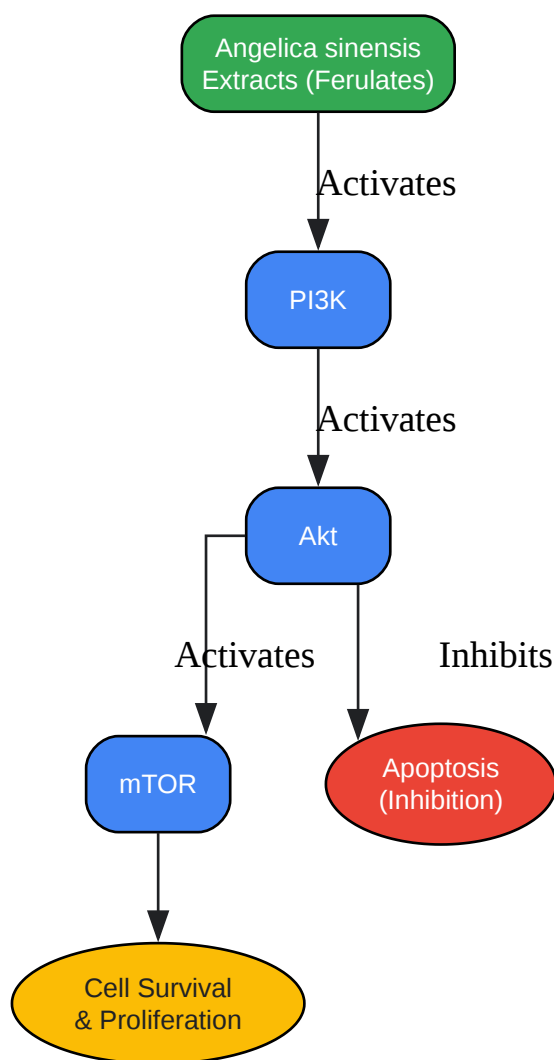 Angelica sinensis
Extracts (Ferulates)
Activates
PI3K
Activates
Akt
Activates
Inhibits
mTOR
Apoptosis
(Inhibition)
Cell Survival
& Proliferation